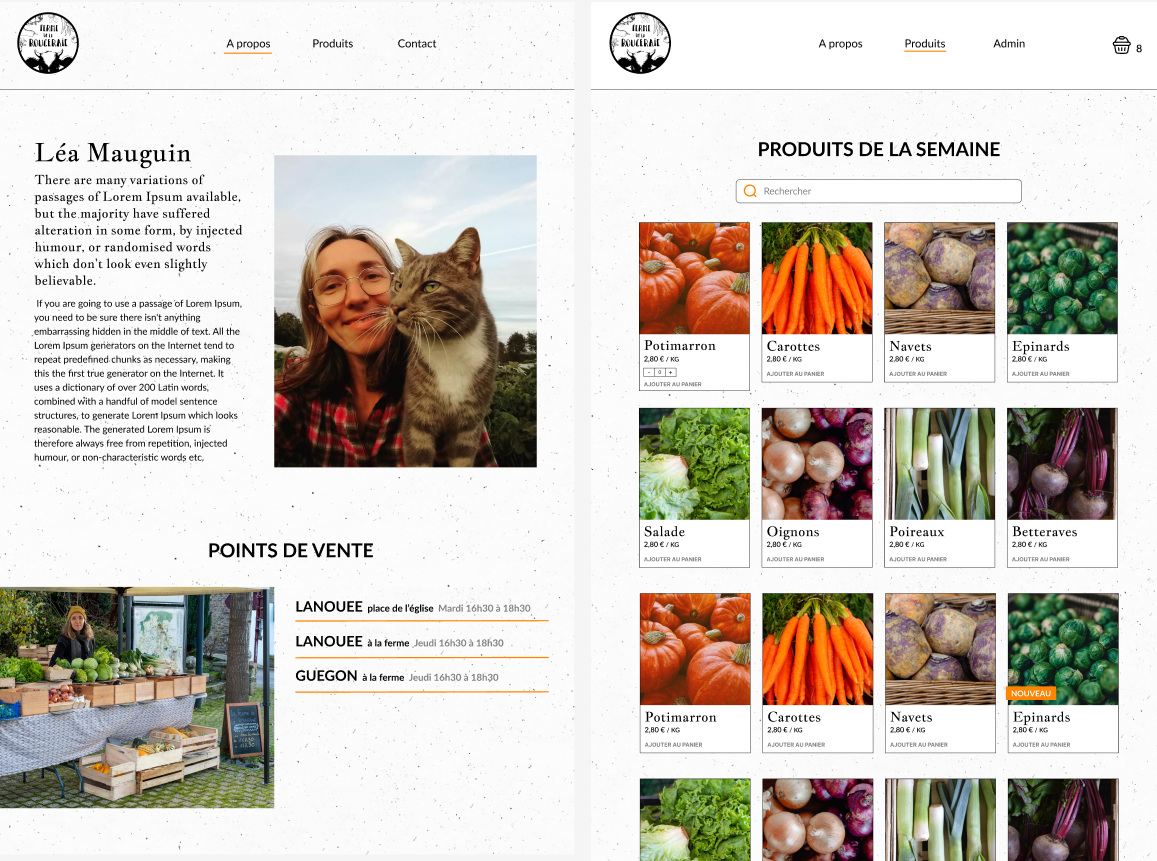 FERME
DE LA
ROUCERAIE
A propos
Produits
Contact
Léa Mauguin
There are many variations of
passages of Lorem Ipsum available,
but the majority have suffered
alteration in some form, by injected
humour, or randomised words
which don't look even slightly
believable.
If you are going to use a passage of Lorem Ipsum,
you need to be sure there isn't anything
embarrassing hidden in the middle of text. All the
Lorem Ipsum generators on the Internet tend to
repeat predefined chunks as necessary, making
this the first true generator on the Internet. It
uses a dictionary of over 200 Latin words,
combined with a handful of model sentence
structures, to generate Lorem Ipsum which looks
reasonable. The generated Lorem Ipsum is
therefore always free from repetition, injected
humour, or non-characteristic words etc.
POINTS DE VENTE
LANOUEE place de l'église Mardi 16h30 à 18h30
LANOUEE à la ferme Jeudi 16h30 à 18h30
GUEGON à la ferme Jeudi 16h30 à 18h30
FERME
DE LA
ROUCERAIE
A propos
Produits
Admin
8
PRODUITS DE LA SEMAINE
Rechercher
Potimarron
2,80 € / KG
- 0 +
AJOUTER AU PANIER
Carottes
2,80 € / KG
AJOUTER AU PANIER
Navets
2,80 € / KG
AJOUTER AU PANIER
Epinards
2,80 € / KG
AJOUTER AU PANIER
Salade
2,80 € / KG
AJOUTER AU PANIER
Oignons
2,80 € / KG
AJOUTER AU PANIER
Poireaux
2,80 € / KG
AJOUTER AU PANIER
Betteraves
2,80 € / KG
AJOUTER AU PANIER
Potimarron
2,80 € / KG
AJOUTER AU PANIER
Carottes
2,80 € / KG
AJOUTER AU PANIER
Navets
2,80 € / KG
AJOUTER AU PANIER
NOUVEAU
Epinards
2,80 € / KG
AJOUTER AU PANIER